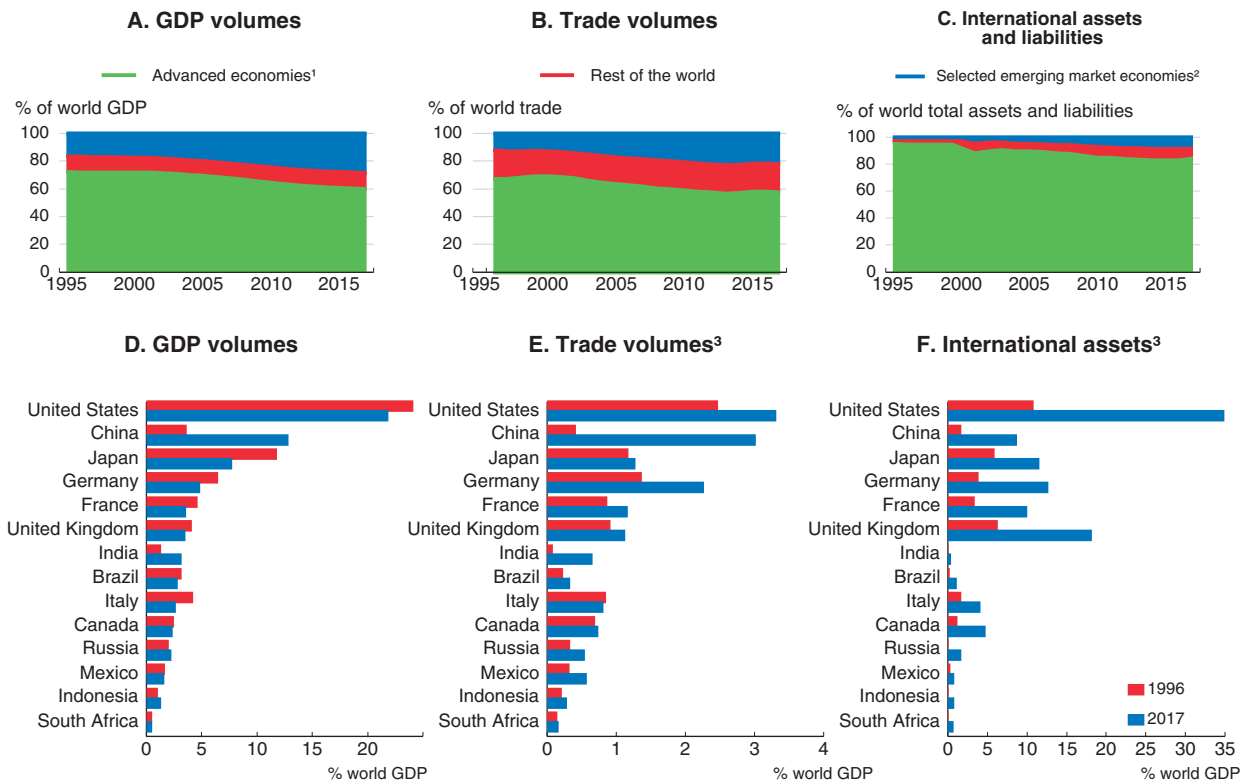 A. GDP volumes
B. Trade volumes
C. International assets
and liabilities
Advanced economies¹
Rest of the world
Selected emerging market economies²
% of world GDP
100
80
60
40
20
0
1995
2000
2005
2010
2015
% of world trade
100
80
60
40
20
0
1995
2000
2005
2010
2015
% of world total assets and liabilities
100
80
60
40
20
0
1995
2000
2005
2010
2015
D. GDP volumes
United States
China
Japan
Germany
France
United Kingdom
India
Brazil
Italy
Canada
Russia
Mexico
Indonesia
South Africa
0
5
10
15
20
% world GDP
E. Trade volumes³
United States
China
Japan
Germany
France
United Kingdom
India
Brazil
Italy
Canada
Russia
Mexico
Indonesia
South Africa
0
1
2
3
4
% world GDP
F. International assets³
United States
China
Japan
Germany
France
United Kingdom
India
Brazil
Italy
Canada
Russia
Mexico
Indonesia
South Africa
1996
2017
0
5
10
15
20
25
30
35
% world GDP